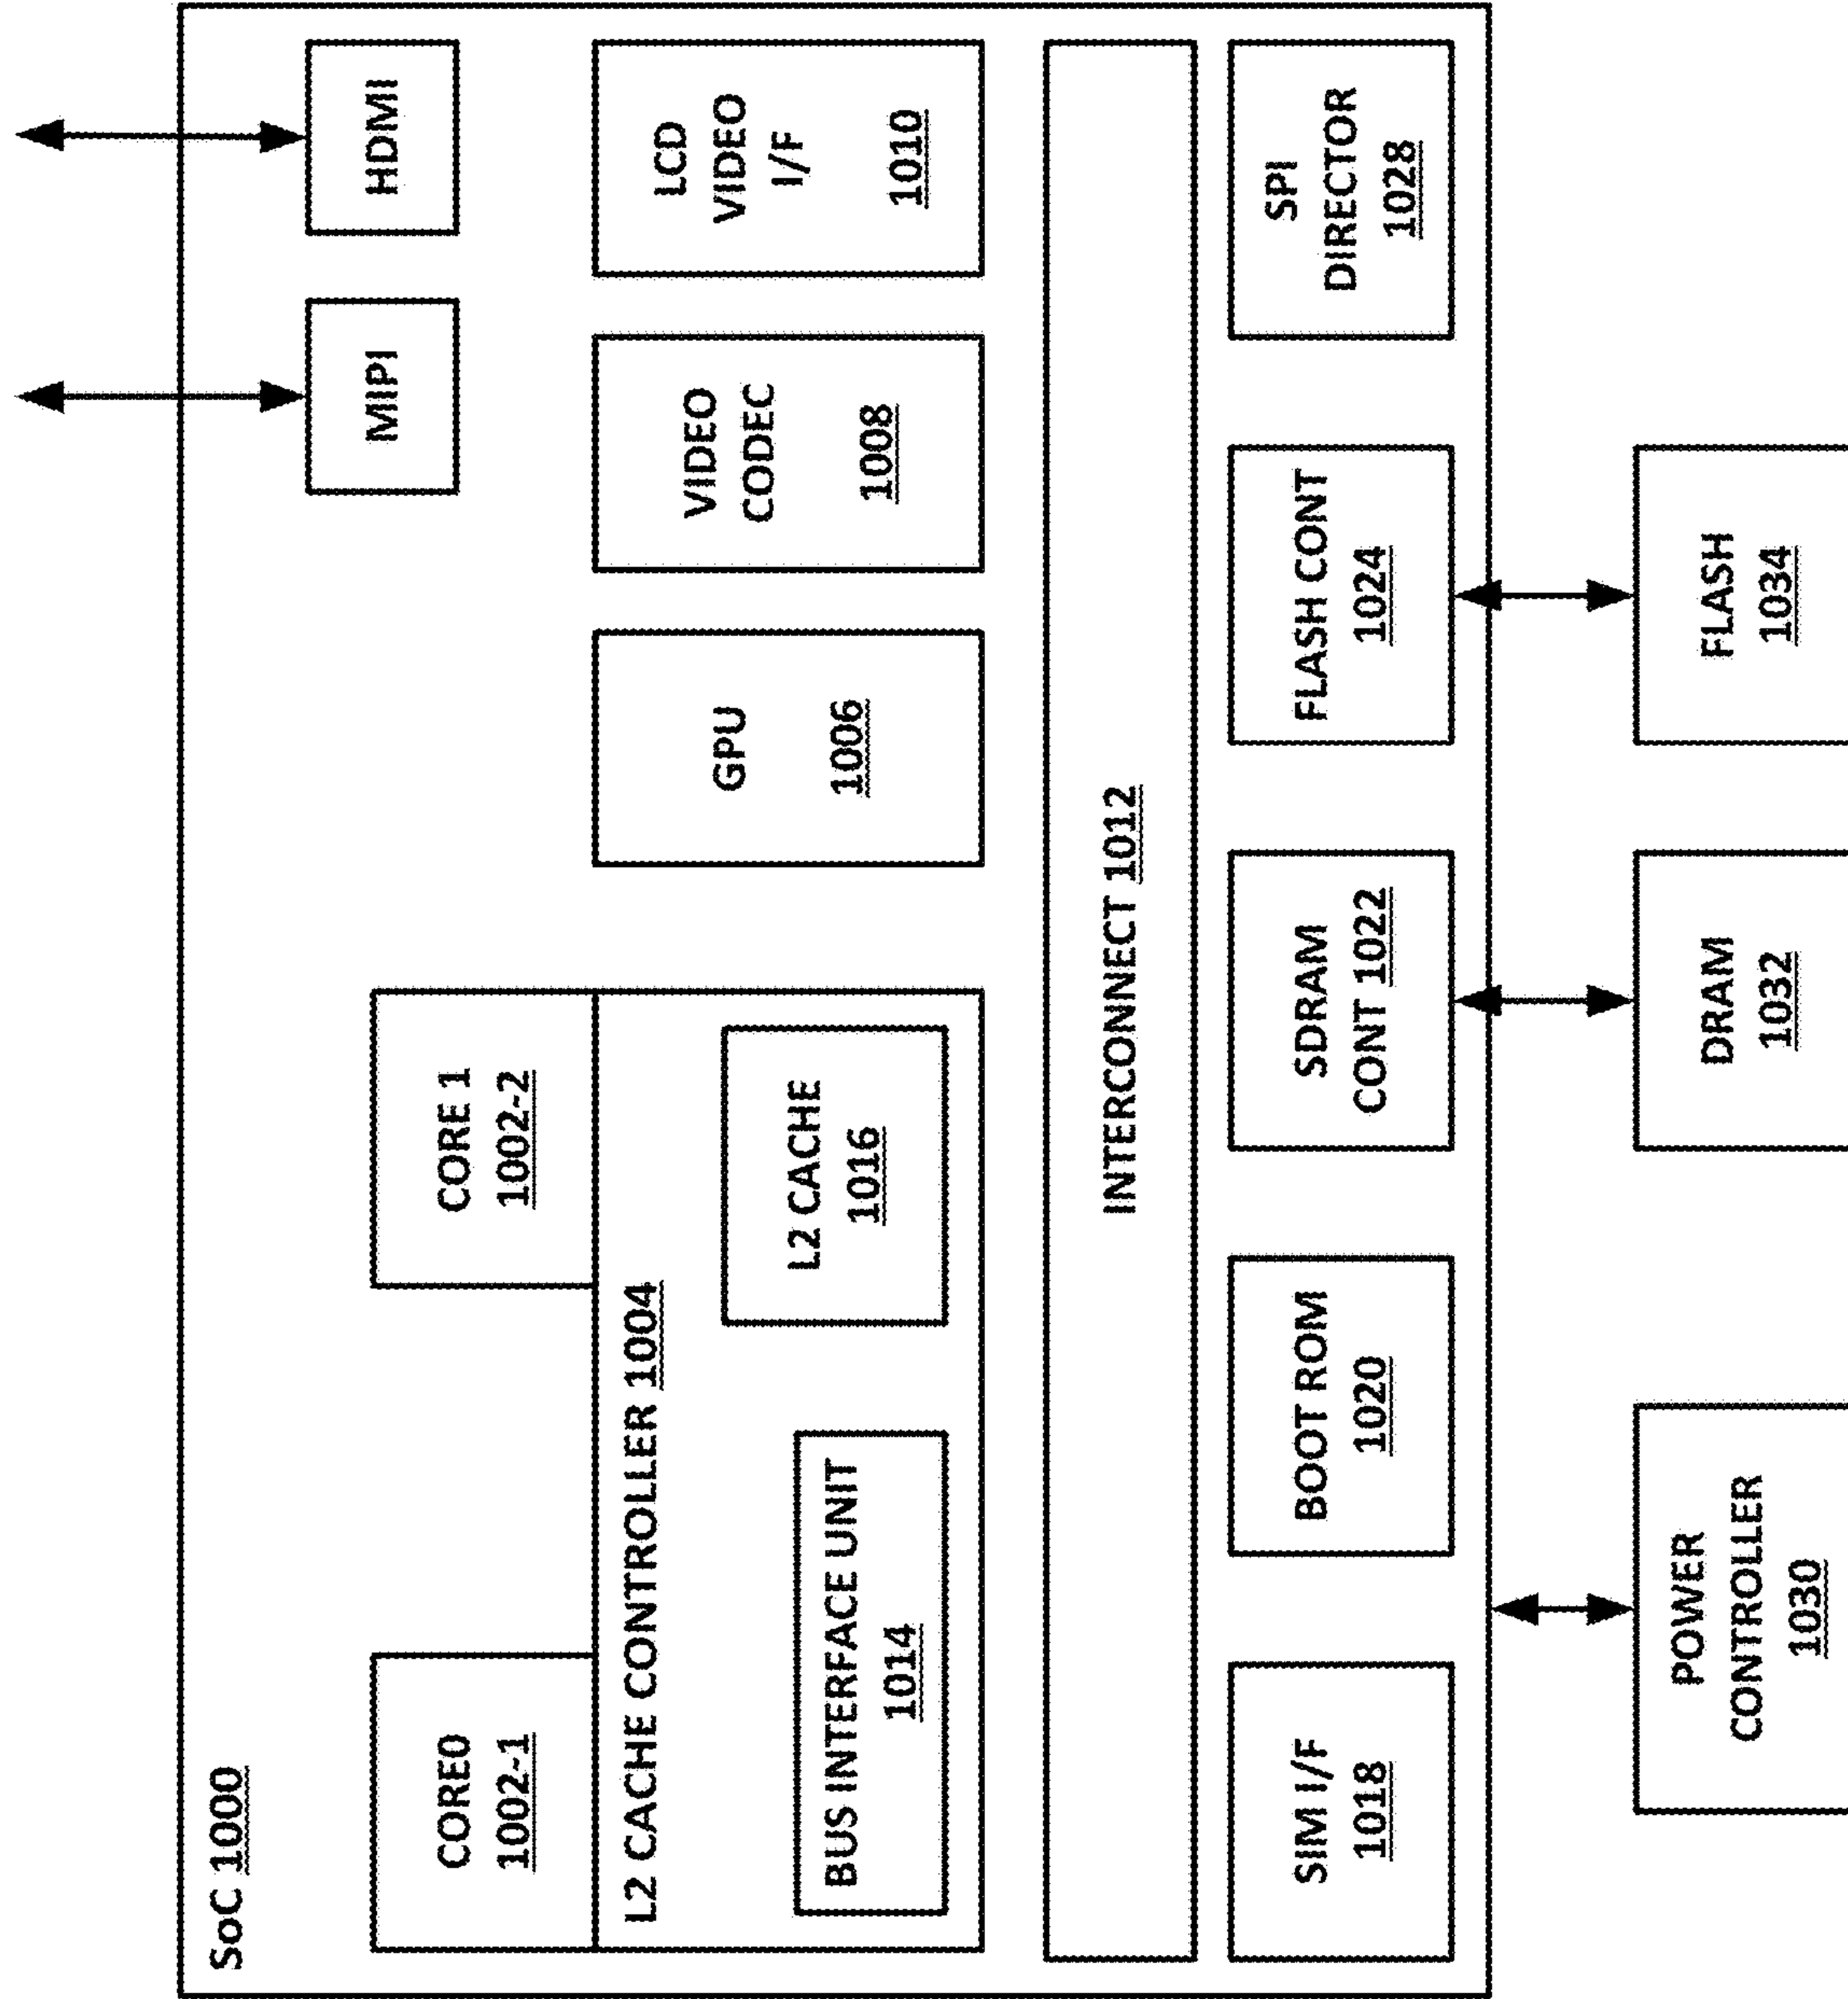 SoC 1000
MIPI
HDMI
CORE0
1002-1
CORE 1
1002-2
L2 CACHE CONTROLLER 1004
BUS INTERFACE UNIT
1014
L2 CACHE
1016
GPU
1006
VIDEO
CODEC
1008
LCD
VIDEO
I/F
1010
INTERCONNECT 1012
SIM I/F
1018
BOOT ROM
1020
SDRAM
CONT 1022
FLASH CONT
1024
SPI
DIRECTOR
1028
POWER
CONTROLLER
1030
DRAM
1032
FLASH
1034